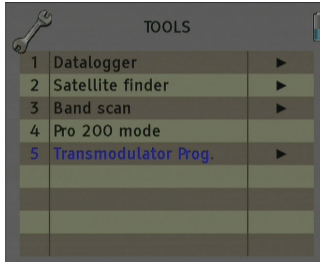 TOOLS
1 Datalogger ►
2 Satellite finder ►
3 Band scan ►
4 Pro 200 mode
5 Transmodulator Prog. ►